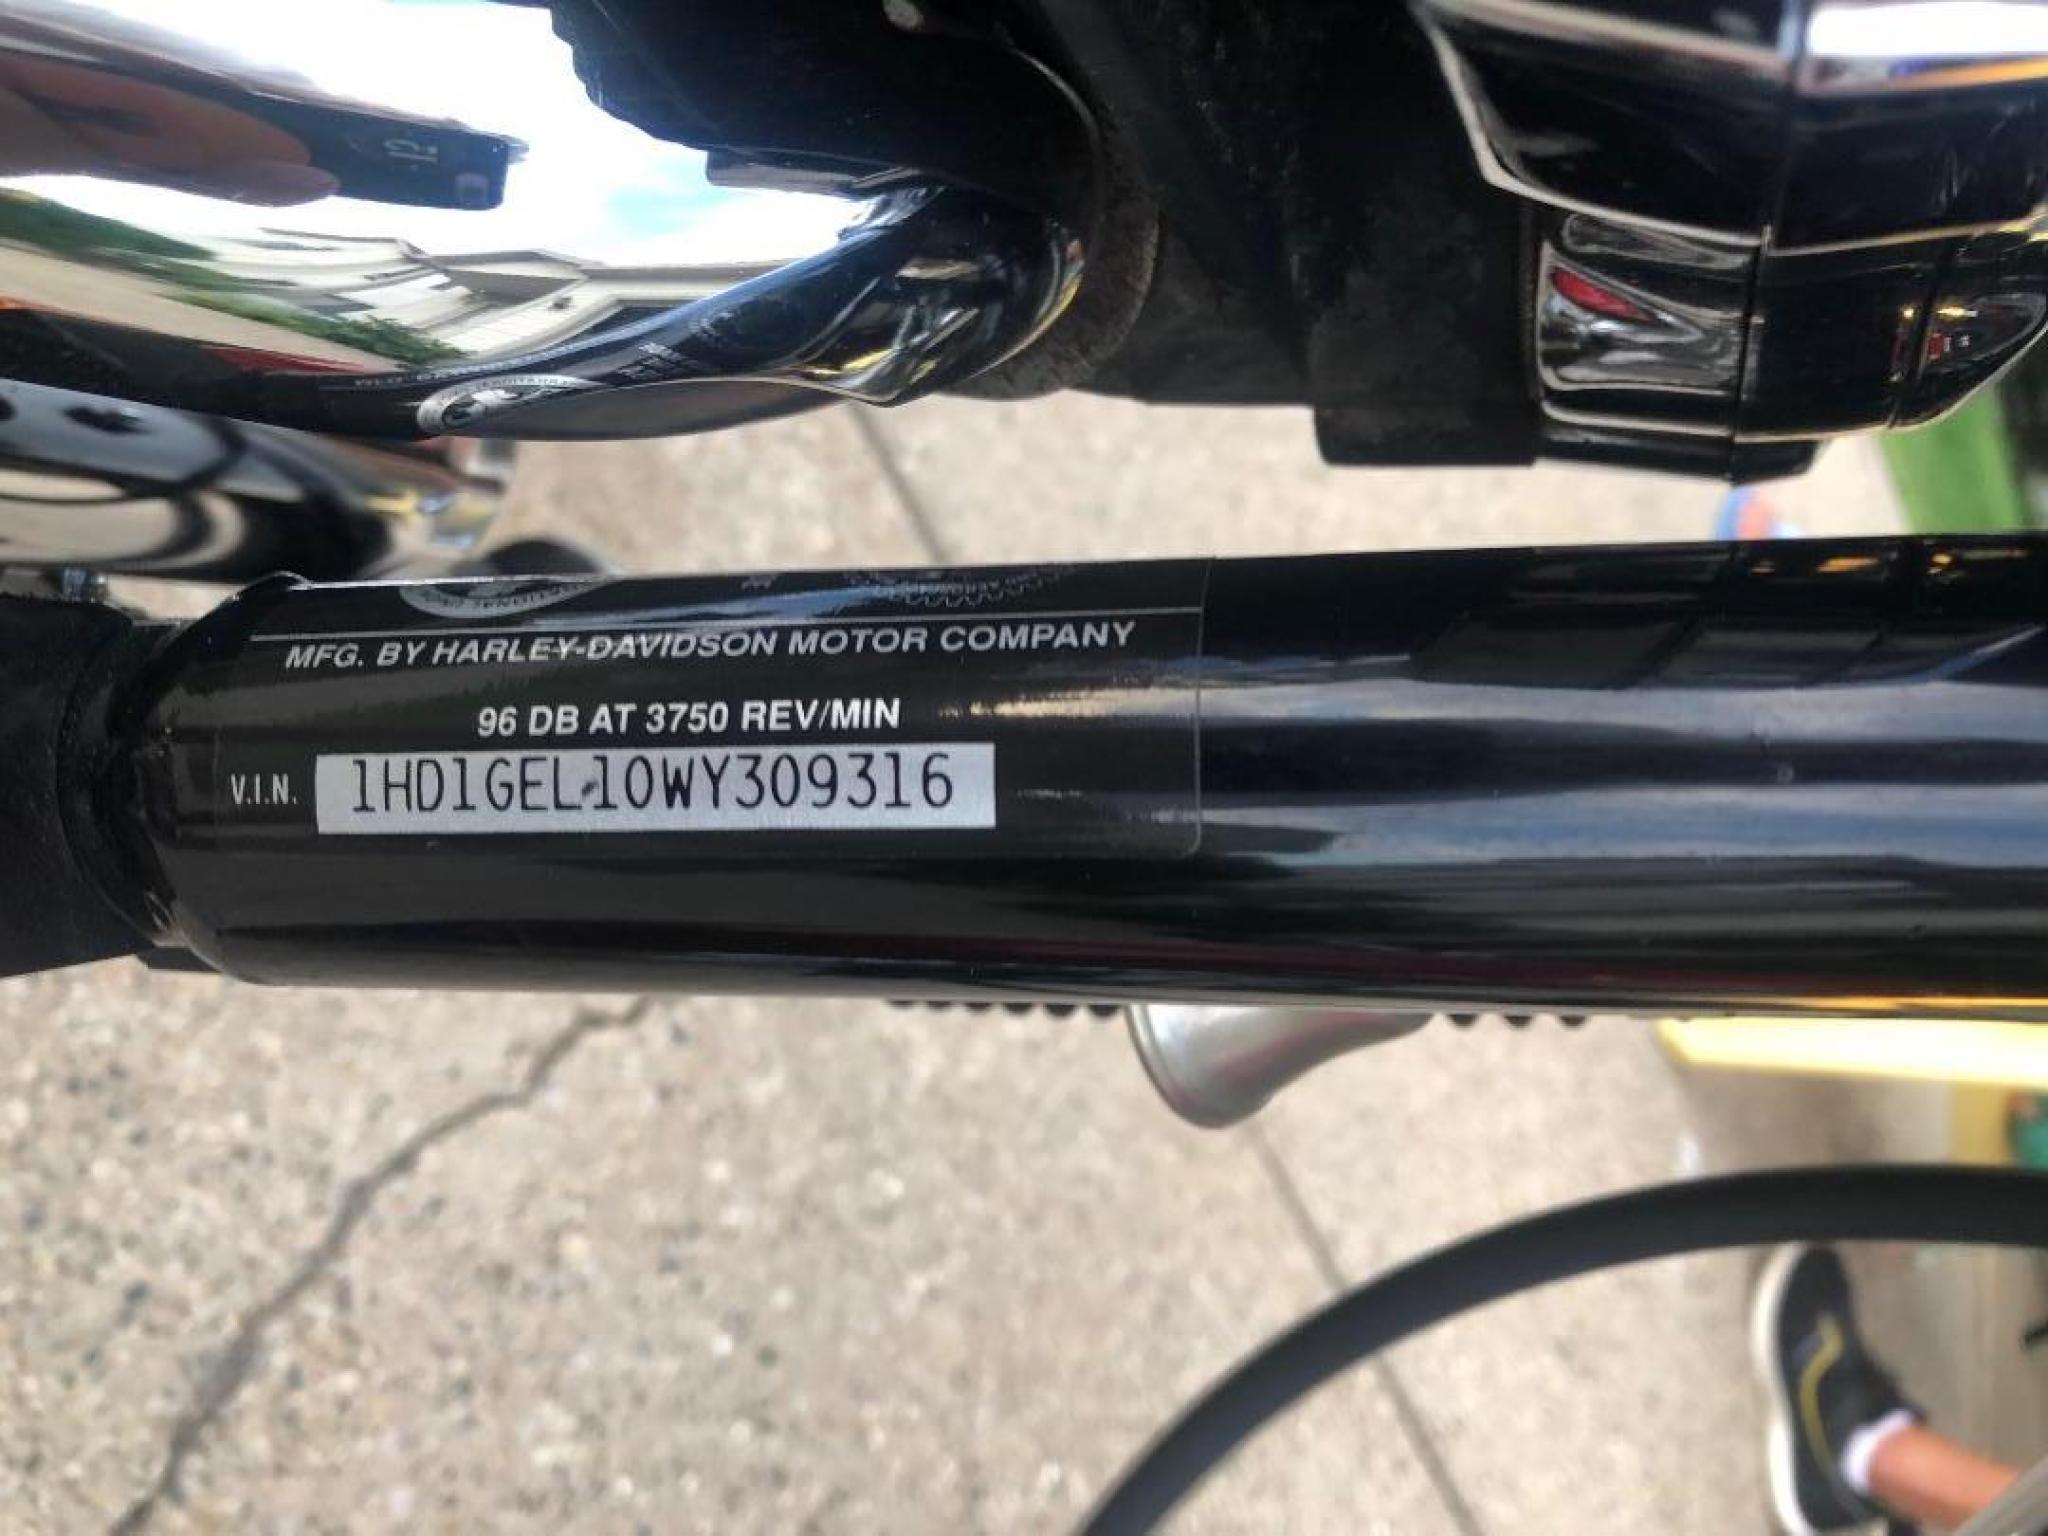 MFG. BY HARLEY-DAVIDSON MOTOR COMPANY
96 DB AT 3750 REV/MIN
V.I.N. 1HD1GEL10WY309316